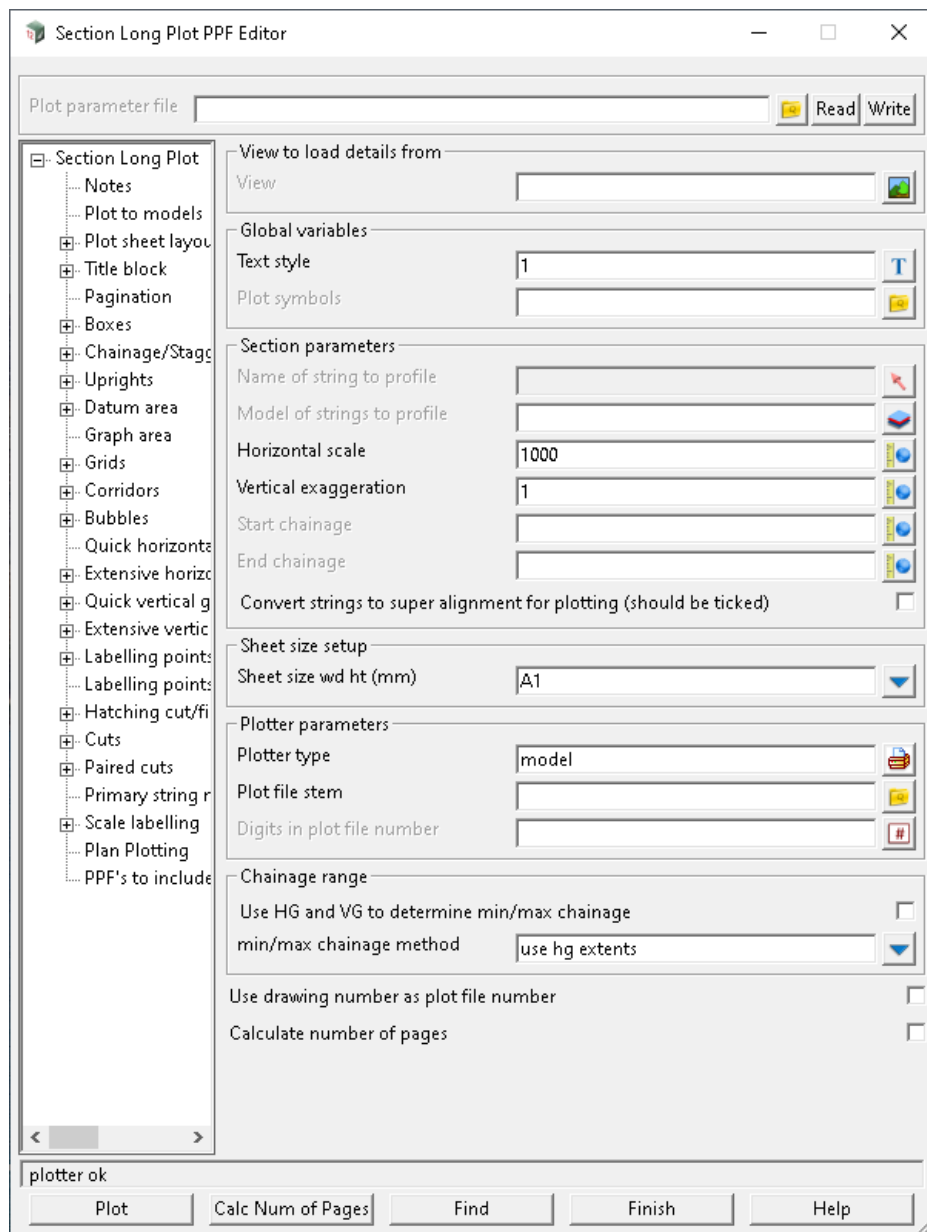 Section Long Plot PPF Editor
Plot parameter file
Read
Write
Section Long Plot
Notes
Plot to models
Plot sheet layou
Title block
Pagination
Boxes
Chainage/Stagg
Uprights
Datum area
Graph area
Grids
Corridors
Bubbles
Quick horizonta
Extensive horizo
Quick vertical g
Extensive vertic
Labelling points
Labelling points
Hatching cut/fi
Cuts
Paired cuts
Primary string r
Scale labelling
Plan Plotting
PPF's to include
View to load details from
View
Global variables
Text style 1 T
Plot symbols
Section parameters
Name of string to profile
Model of strings to profile
Horizontal scale 1000
Vertical exaggeration 1
Start chainage
End chainage
Convert strings to super alignment for plotting (should be ticked)
Sheet size setup
Sheet size wd ht (mm) A1
Plotter parameters
Plotter type model
Plot file stem
Digits in plot file number #
Chainage range
Use HG and VG to determine min/max chainage
min/max chainage method use hg extents
Use drawing number as plot file number
Calculate number of pages
plotter ok
Plot
Calc Num of Pages
Find
Finish
Help